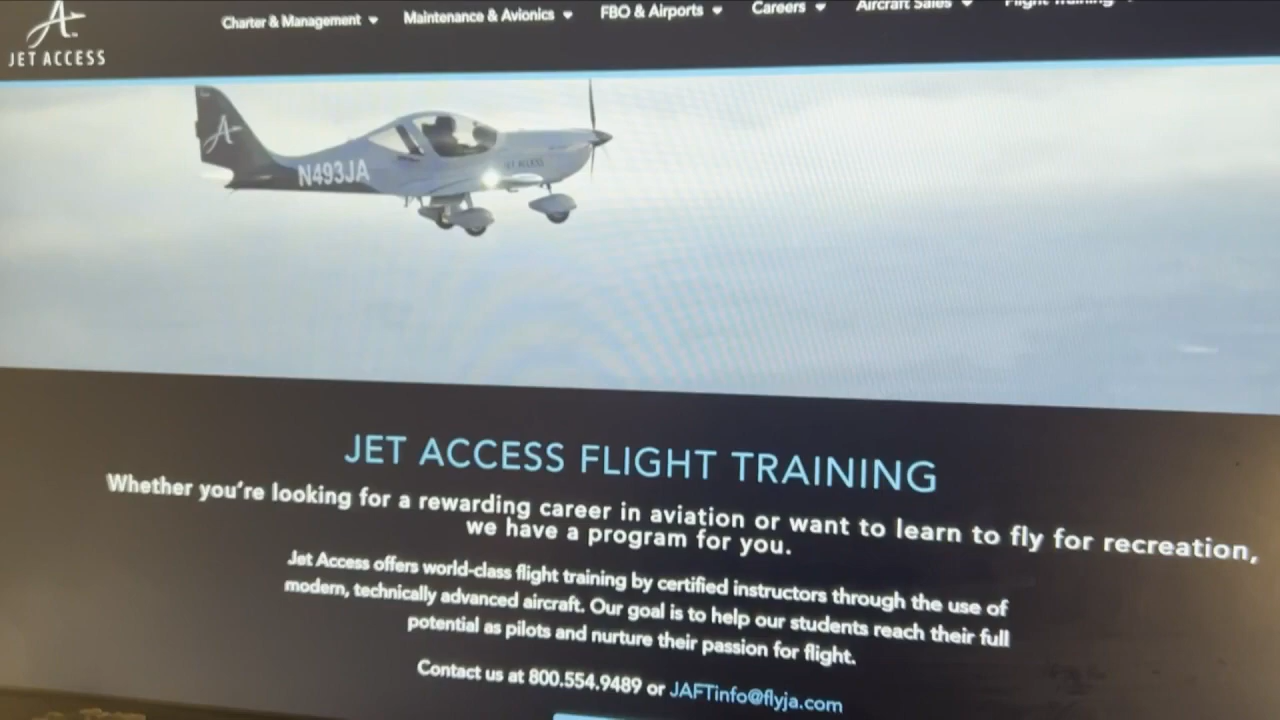 Charter & Management
Maintenance & Avionics
FBO & Airports
Careers
Aircraft Sales
Flight Training
JET ACCESS
N493JA
JET ACCESS
JET ACCESS FLIGHT TRAINING
Whether you're looking for a rewarding career in aviation or want to learn to fly for recreation,
we have a program for you.
Jet Access offers world-class flight training by certified instructors through the use of
modern, technically advanced aircraft. Our goal is to help our students reach their full
potential as pilots and nurture their passion for flight.
Contact us at 800.554.9489 or JAFTinfo@flyja.com